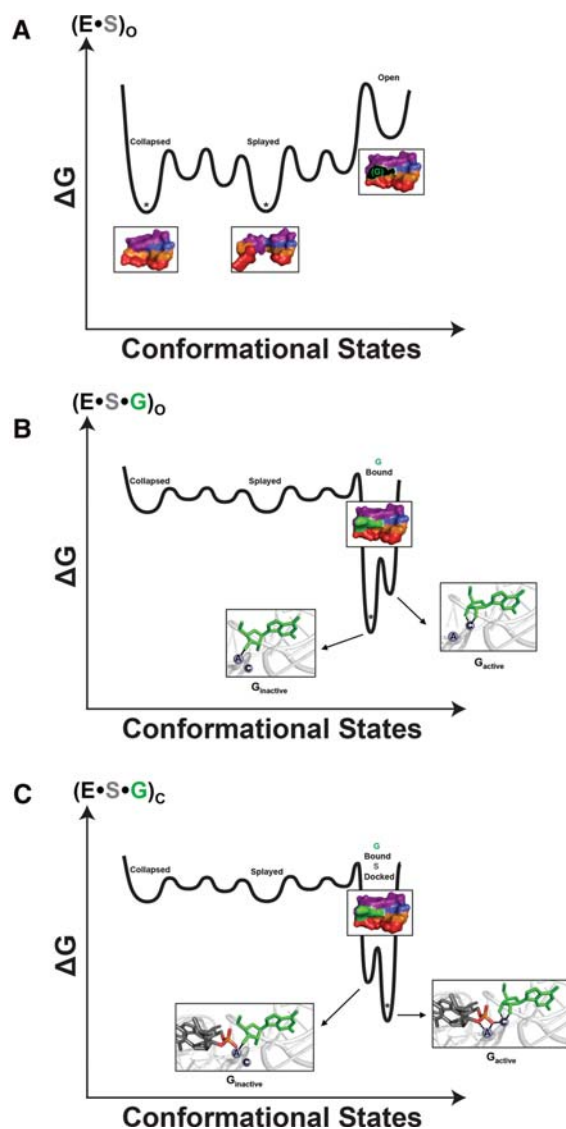 A
(E•S)O
Open
Collapsed
Splayed
*
*
(G)
ΔG
Conformational States
B
(E•S•G)O
G
Bound
Collapsed
Splayed
*
ΔG
A
C
Ginactive
A
C
Gactive
Conformational States
C
(E•S•G)C
G
Bound
S
Docked
Collapsed
Splayed
*
ΔG
A
C
Ginactive
A
C
Gactive
Conformational States